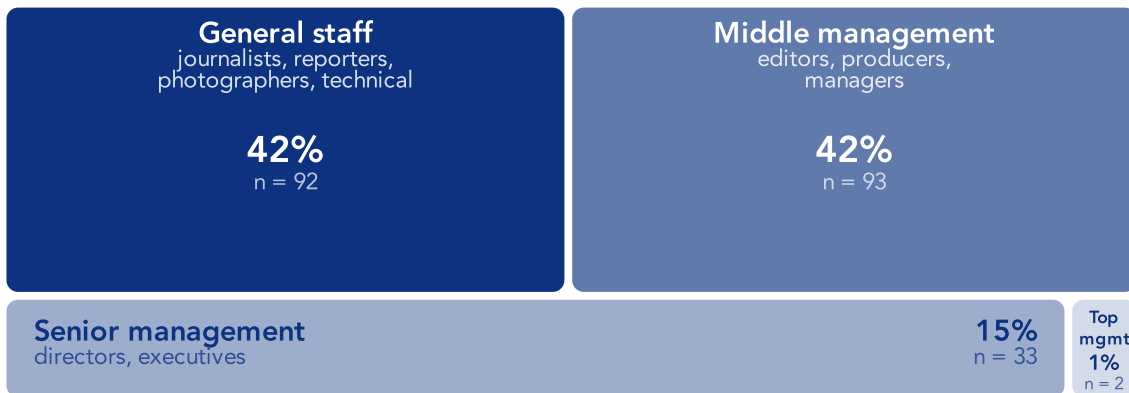 General staff
journalists, reporters,
photographers, technical
42%
n = 92
Middle management
editors, producers,
managers
42%
n = 93
Senior management
directors, executives
15%
n = 33
Top
mgmt
1%
n = 2